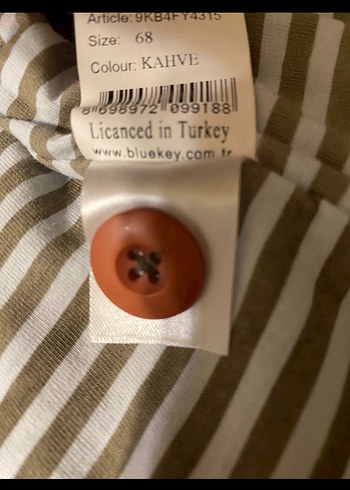 Article: 9KB4FY4315
Size: 68
Colour: KAHVE
8 698972 099188
Licanced in Turkey
www.bluekey.com.tr